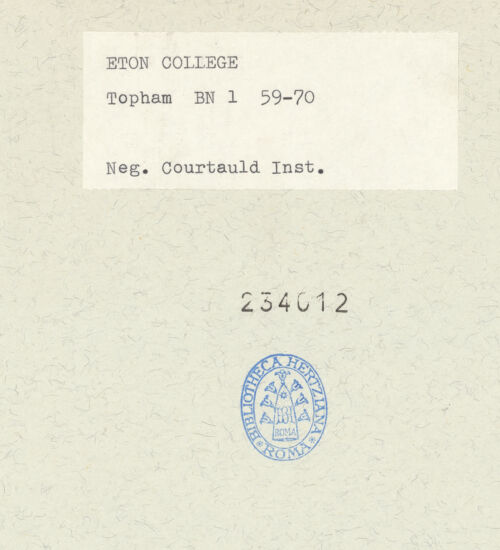 ETON COLLEGE
Topham BN 1 59-70
Neg. Courtauld Inst.
234012
BIBLIOTHECA HERTZIANA
ROMA
ROMA